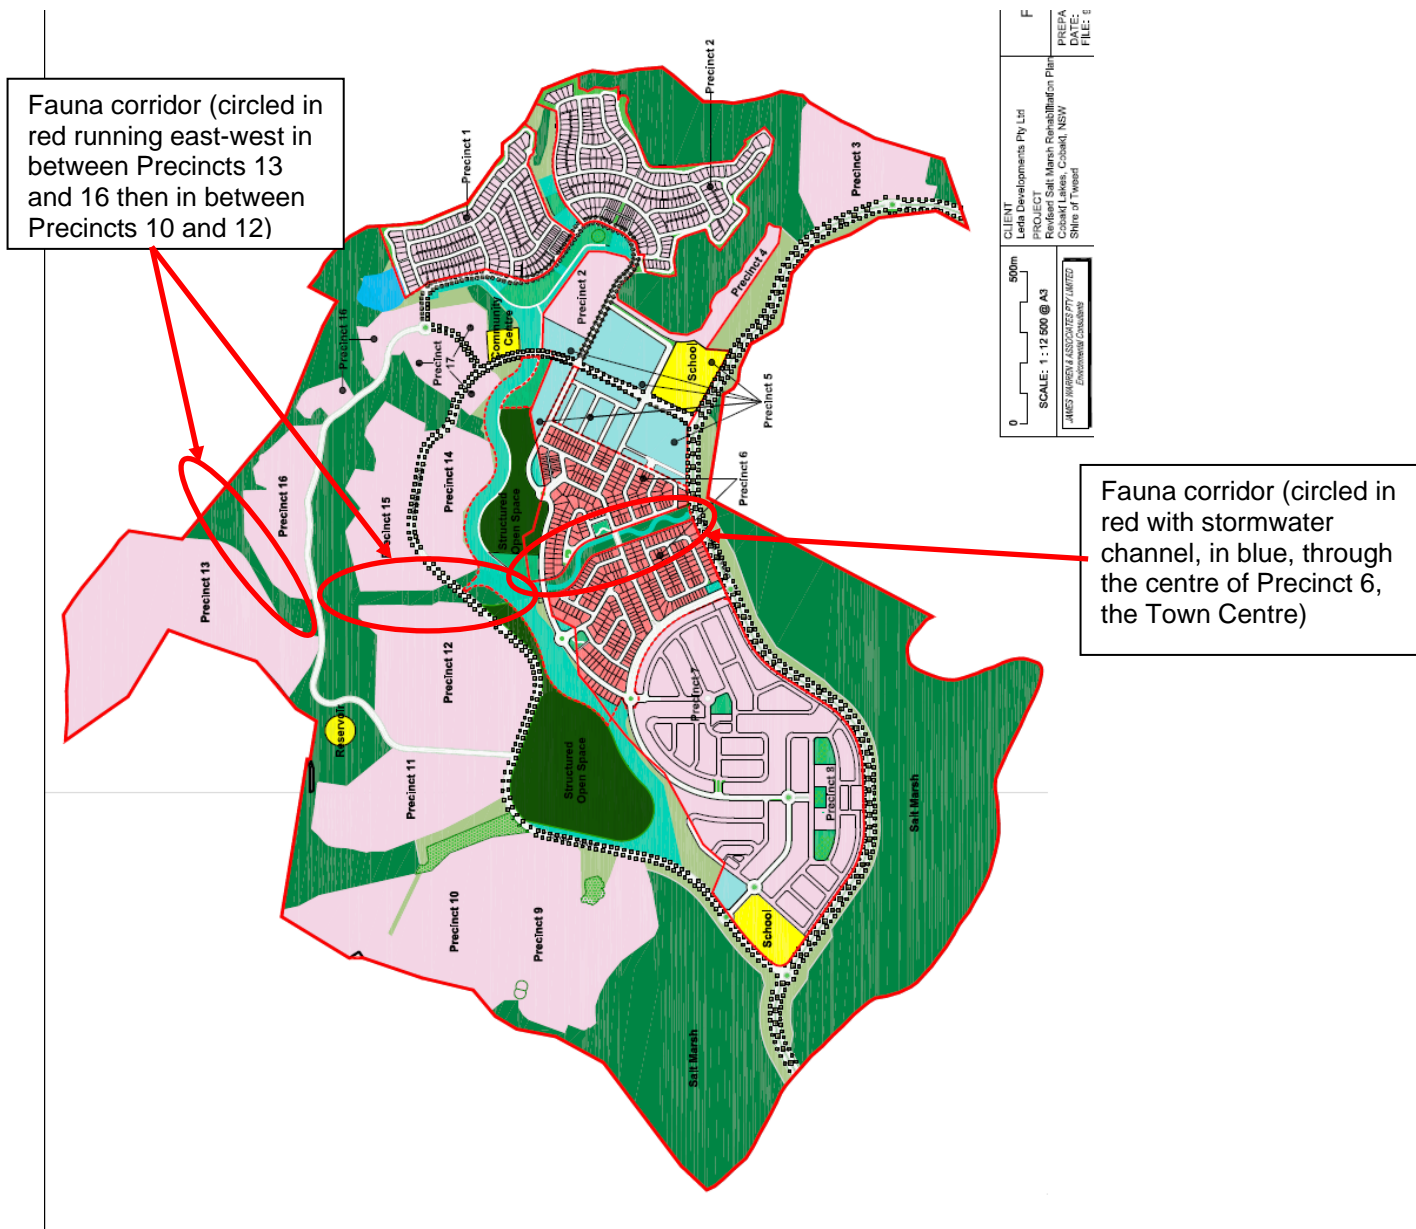 Fauna corridor (circled in
red running east-west in
between Precincts 13
and 16 then in between
Precincts 10 and 12)
Fauna corridor (circled in
red with stormwater
channel, in blue, through
the centre of Precinct 6,
the Town Centre)
Precinct 1
Precinct 2
Precinct 3
Precinct 4
Precinct 2
Precinct 16
Precinct
17
Community
Centre
School
Precinct 5
Precinct 6
Precinct 14
Precinct 15
Precinct 16
Structured
Open Space
Precinct 13
Precinct 12
Precinct 7
Reservoir
Precinct 11
Structured
Open Space
Precinct 8
Salt Marsh
Precinct 10
Precinct 9
School
Salt Marsh
CLIENT
Leda Developments Pty Ltd
PROJECT
Revised Salt Marsh Rehabilitation Plan
Cobaki Lakes, Cobaki, NSW
Shire of Tweed
0 500m
SCALE: 1 : 12 500 @ A3
JAMES WARREN & ASSOCIATES PTY LIMITED
Environmental Consultants
PREPA
DATE:
FILE: